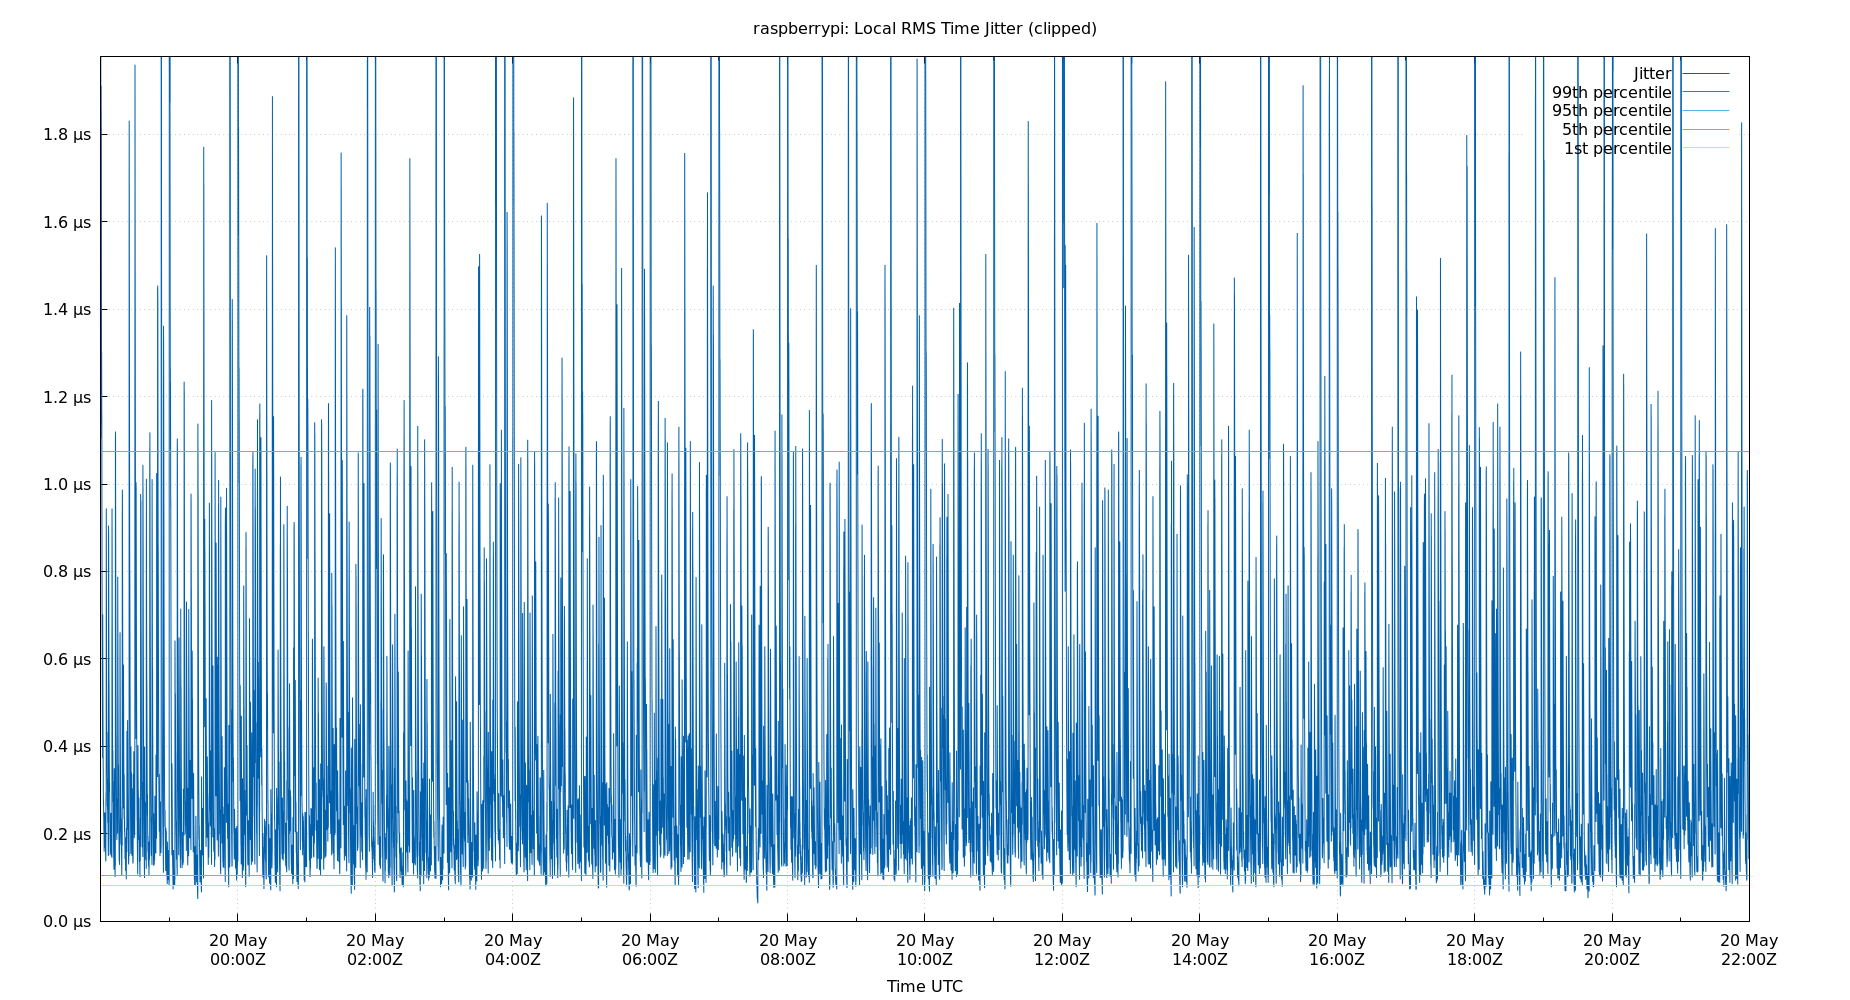 raspberrypi: Local RMS Time Jitter (clipped)
Jitter
99th percentile
95th percentile
5th percentile
1st percentile
1.8 µs
1.6 µs
1.4 µs
1.2 µs
1.0 µs
0.8 µs
0.6 µs
0.4 µs
0.2 µs
0.0 µs
20 May 20 May 20 May 20 May 20 May 20 May 20 May 20 May 20 May 20 May 20 May 20 May
00:00Z 02:00Z 04:00Z 06:00Z 08:00Z 10:00Z 12:00Z 14:00Z 16:00Z 18:00Z 20:00Z 22:00Z
Time UTC